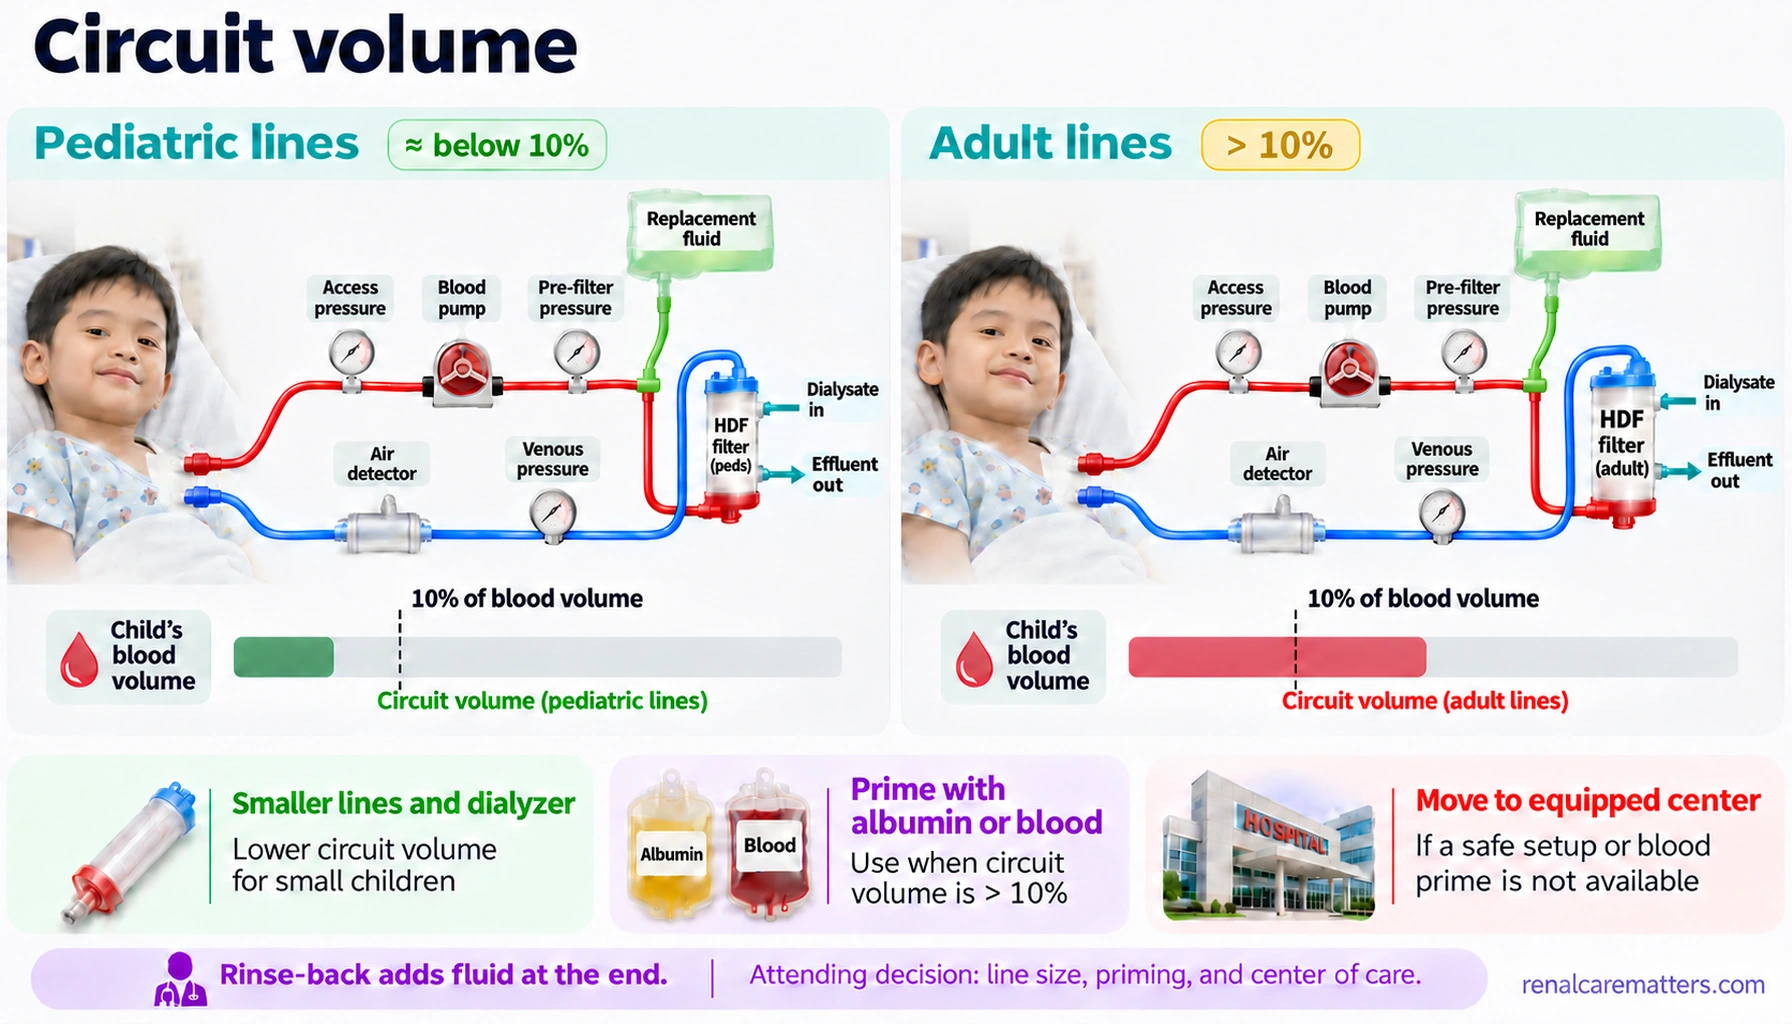 Circuit volume
Pediatric lines
≈ below 10%
Replacement
fluid
Access
pressure
Blood
pump
Pre-filter
pressure
Dialysate
in
HDF
filter
(peds)
Air
detector
Venous
pressure
Effluent
out
10% of blood volume
Child's
blood
volume
Circuit volume (pediatric lines)
Adult lines
> 10%
Replacement
fluid
Access
pressure
Blood
pump
Pre-filter
pressure
Dialysate
in
HDF
filter
(adult)
Air
detector
Venous
pressure
Effluent
out
10% of blood volume
Child's
blood
volume
Circuit volume (adult lines)
Smaller lines and dialyzer
Lower circuit volume
for small children
Albumin
Blood
Prime with
albumin or blood
Use when circuit
volume is > 10%
HOSPITAL
Move to equipped center
If a safe setup or blood
prime is not available
Rinse-back adds fluid at the end.
Attending decision: line size, priming, and center of care.
renalcarematters.com